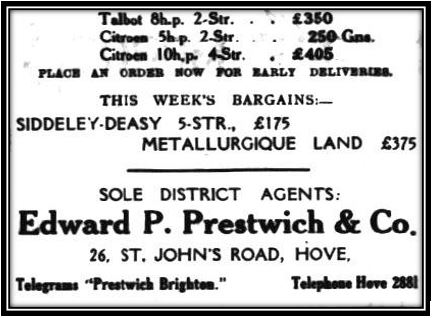 Talbot 8h.p. 2-Str. . . £350
Citroen 5h.p. 2-Str. . . 250 Gns.
Citroen 10h.p. 4-Str. . £405
PLACE AN ORDER NOW FOR EARLY DELIVERIES.
THIS WEEK'S BARGAINS:—
SIDDELEY-DEASY 5-STR., £175
METALLURGIQUE LAND £375
SOLE DISTRICT AGENTS:
Edward P. Prestwich & Co.
26, ST. JOHN'S ROAD, HOVE,
Telegrams "Prestwich Brighton." Telephone Hove 2881